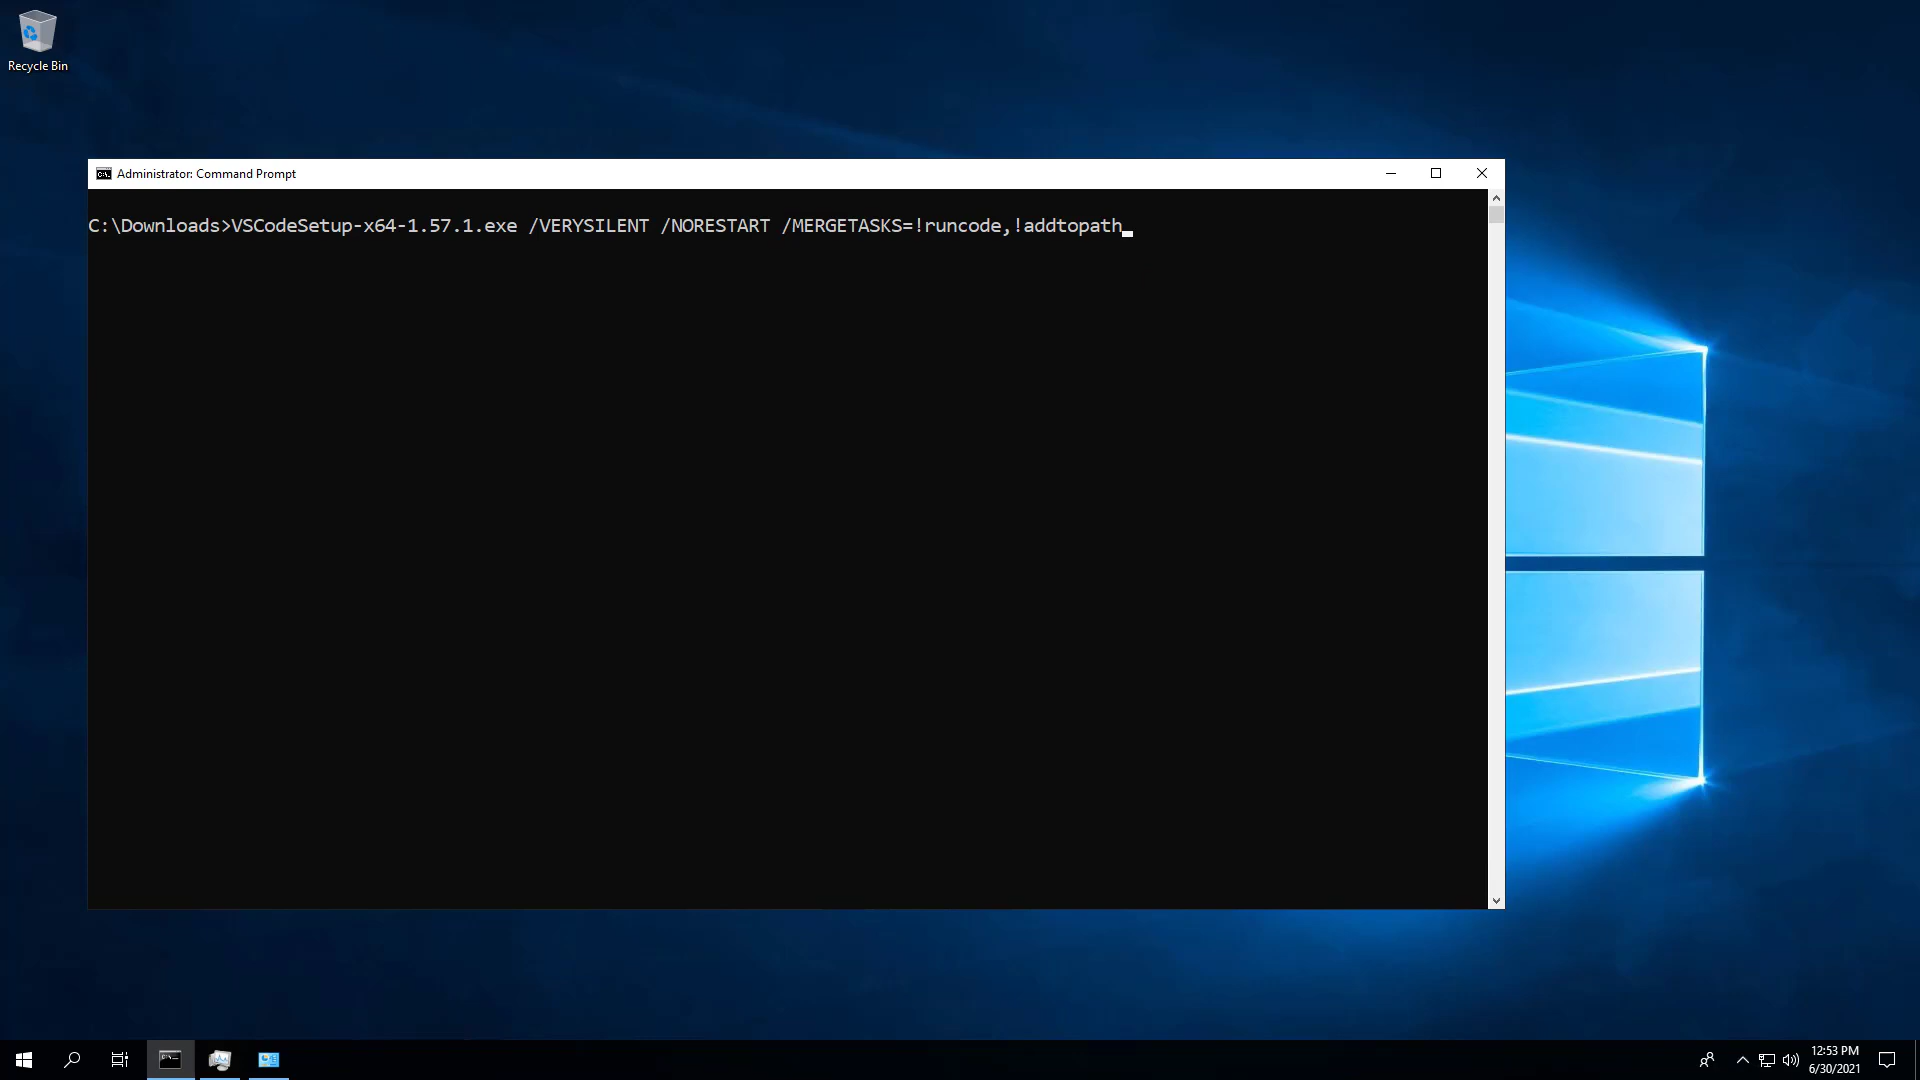 Recycle Bin
Administrator: Command Prompt
C:\Downloads>VSCodeSetup-x64-1.57.1.exe /VERYSILENT /NORESTART /MERGETASKS=!runcode,!addtopath
12:53 PM
6/30/2021